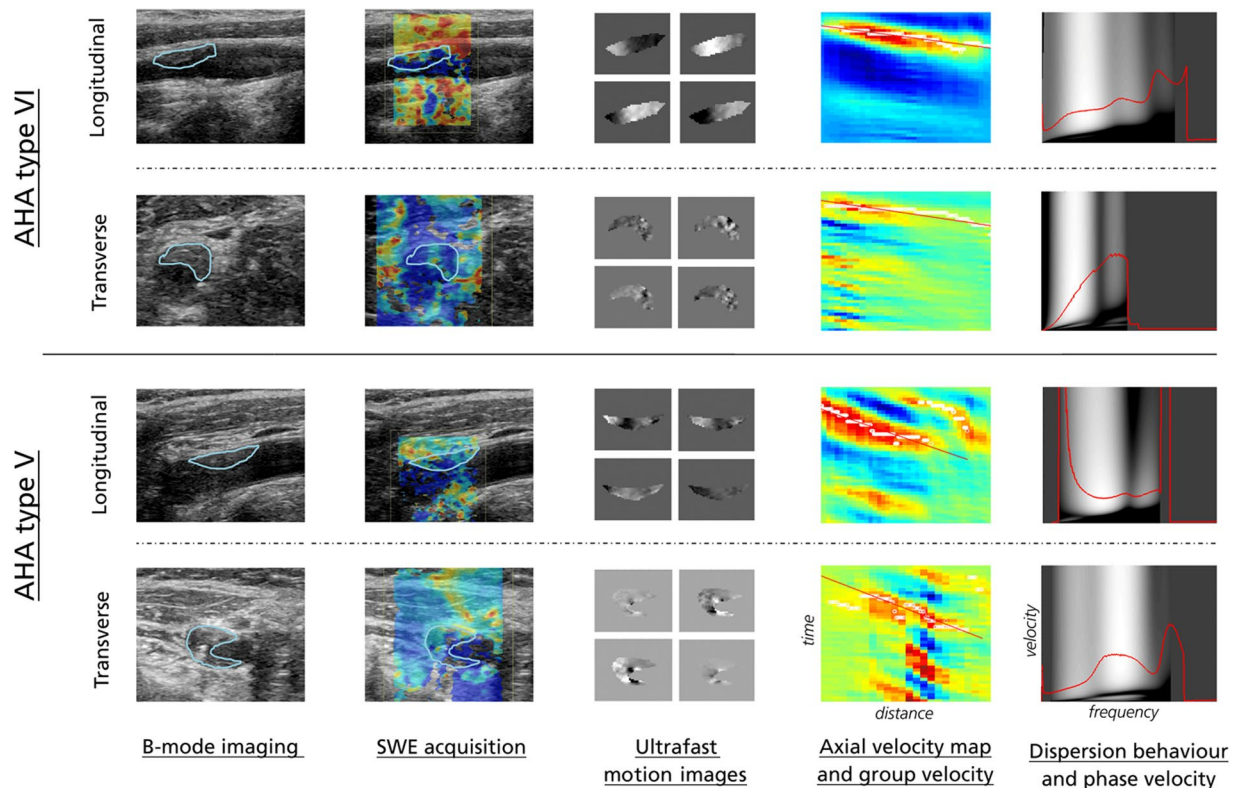 AHA type VI
Longitudinal
Transverse
AHA type V
Longitudinal
Transverse
time
distance
velocity
frequency
B-mode imaging
SWE acquisition
Ultrafast
motion images
Axial velocity map
and group velocity
Dispersion behaviour
and phase velocity